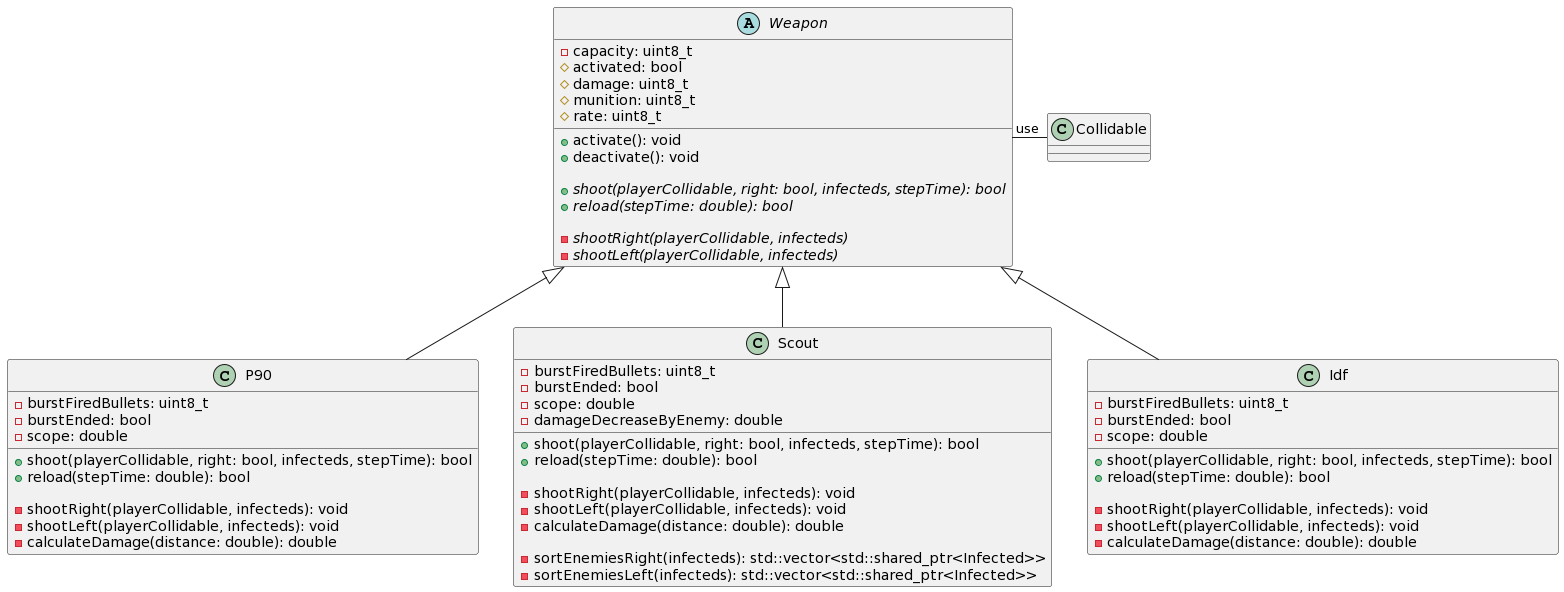 A Weapon
capacity: uint8_t
activated: bool
damage: uint8_t
munition: uint8_t
rate: uint8_t
activate(): void
deactivate(): void
shoot(playerCollidable, right: bool, infecteds, stepTime): bool
reload(stepTime: double): bool
shootRight(playerCollidable, infecteds)
shootLeft(playerCollidable, infecteds)
use
C Collidable
C P90
burstFiredBullets: uint8_t
burstEnded: bool
scope: double
shoot(playerCollidable, right: bool, infecteds, stepTime): bool
reload(stepTime: double): bool
shootRight(playerCollidable, infecteds): void
shootLeft(playerCollidable, infecteds): void
calculateDamage(distance: double): double
C Scout
burstFiredBullets: uint8_t
burstEnded: bool
scope: double
damageDecreaseByEnemy: double
shoot(playerCollidable, right: bool, infecteds, stepTime): bool
reload(stepTime: double): bool
shootRight(playerCollidable, infecteds): void
shootLeft(playerCollidable, infecteds): void
calculateDamage(distance: double): double
sortEnemiesRight(infecteds): std::vector<std::shared_ptr<Infected>>
sortEnemiesLeft(infecteds): std::vector<std::shared_ptr<Infected>>
C Idf
burstFiredBullets: uint8_t
burstEnded: bool
scope: double
shoot(playerCollidable, right: bool, infecteds, stepTime): bool
reload(stepTime: double): bool
shootRight(playerCollidable, infecteds): void
shootLeft(playerCollidable, infecteds): void
calculateDamage(distance: double): double